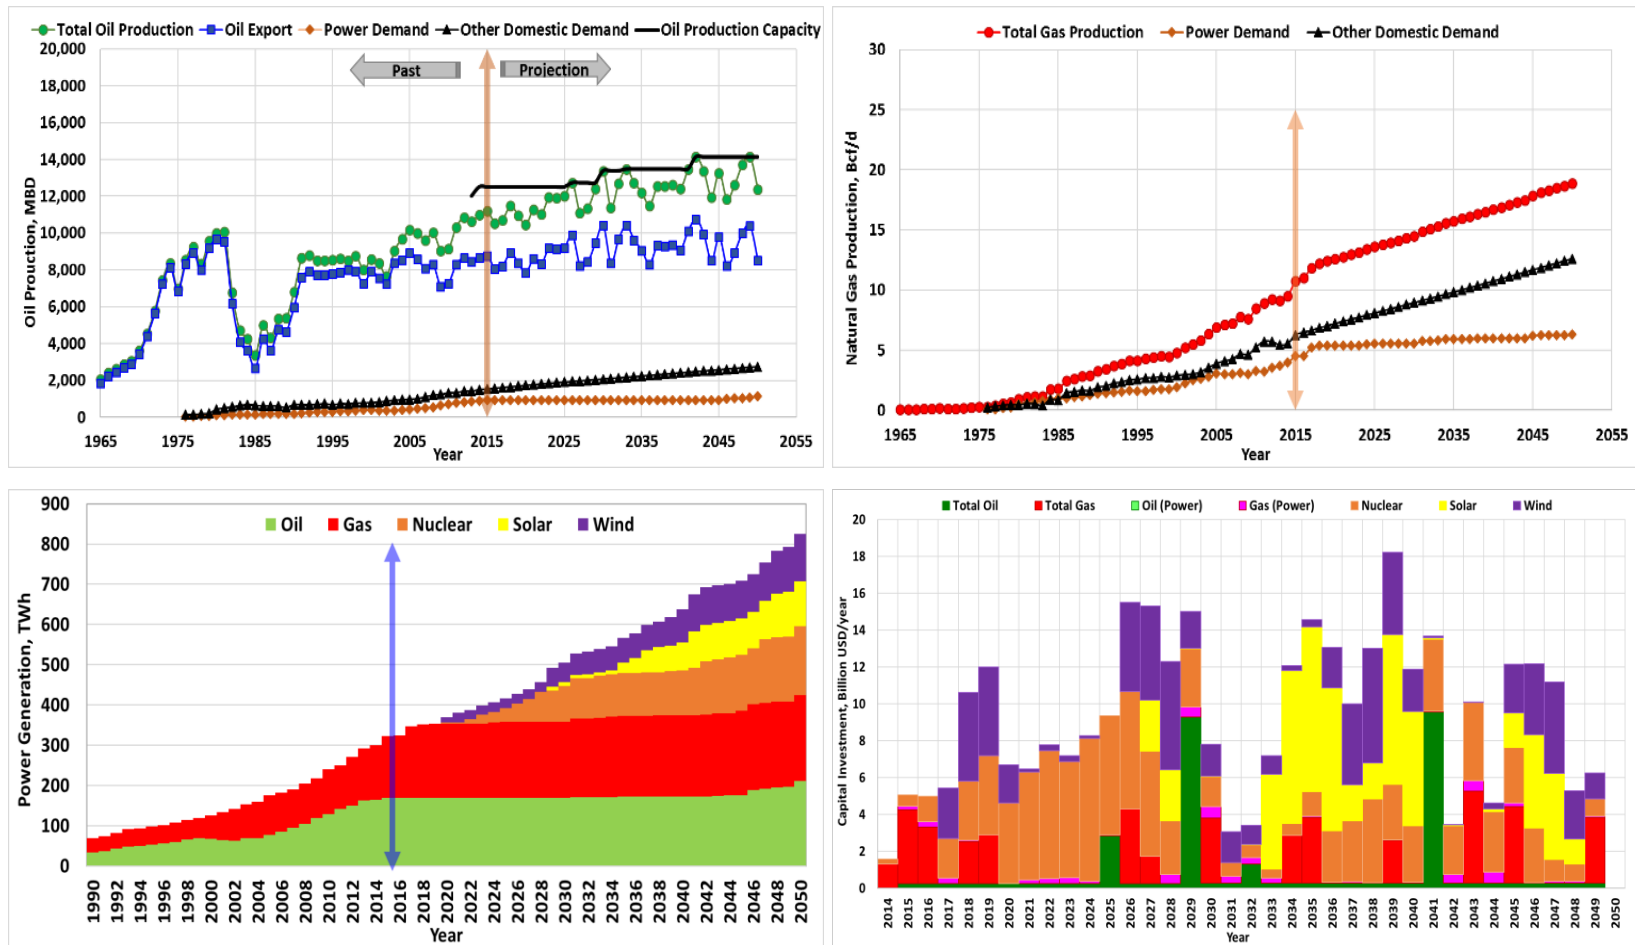 Total Oil Production Oil Export Power Demand Other Domestic Demand Oil Production Capacity
20,000
18,000
16,000
14,000
12,000
10,000
8,000
6,000
4,000
2,000
0
Oil Prouction, MBD
Past
Projection
1965 1975 1985 1995 2005 2015 2025 2035 2045 2055
Year
Total Gas Production Power Demand Other Domestic Demand
30
25
20
15
10
5
0
Natural Gas Production, Bcf/d
1965 1975 1985 1995 2005 2015 2025 2035 2045 2055
Year
Oil Gas Nuclear Solar Wind
900
800
700
600
500
400
300
200
100
0
Power Generation, TWh
1990 1992 1994 1996 1998 2000 2002 2004 2006 2008 2010 2012 2014 2016 2018 2020 2022 2024 2026 2028 2030 2032 2034 2036 2038 2040 2042 2044 2046 2048 2050
Year
Total Oil Total Gas Oil (Power) Gas (Power) Nuclear Solar Wind
20
18
16
14
12
10
8
6
4
2
0
Capital Investment, Billion USD/year
2014 2015 2016 2017 2018 2019 2020 2021 2022 2023 2024 2025 2026 2027 2028 2029 2030 2031 2032 2033 2034 2035 2036 2037 2038 2039 2040 2041 2042 2043 2044 2045 2046 2047 2048 2049 2050
Year